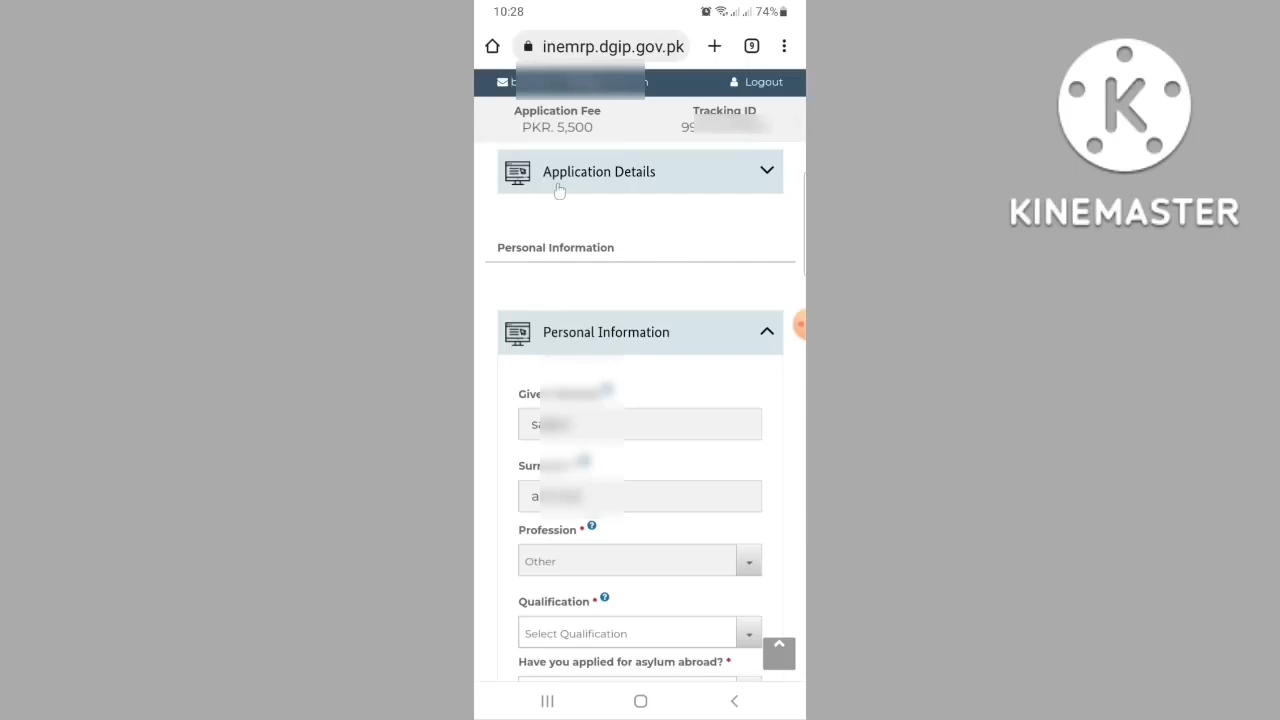 10:28
74%
inemrp.dgip.gov.pk
9
Logout
Application Fee
Tracking ID
PKR. 5,500
99
Application Details
Personal Information
Personal Information
Profession *
Other
Qualification *
Select Qualification
Have you applied for asylum abroad? *
K
KINEMASTER